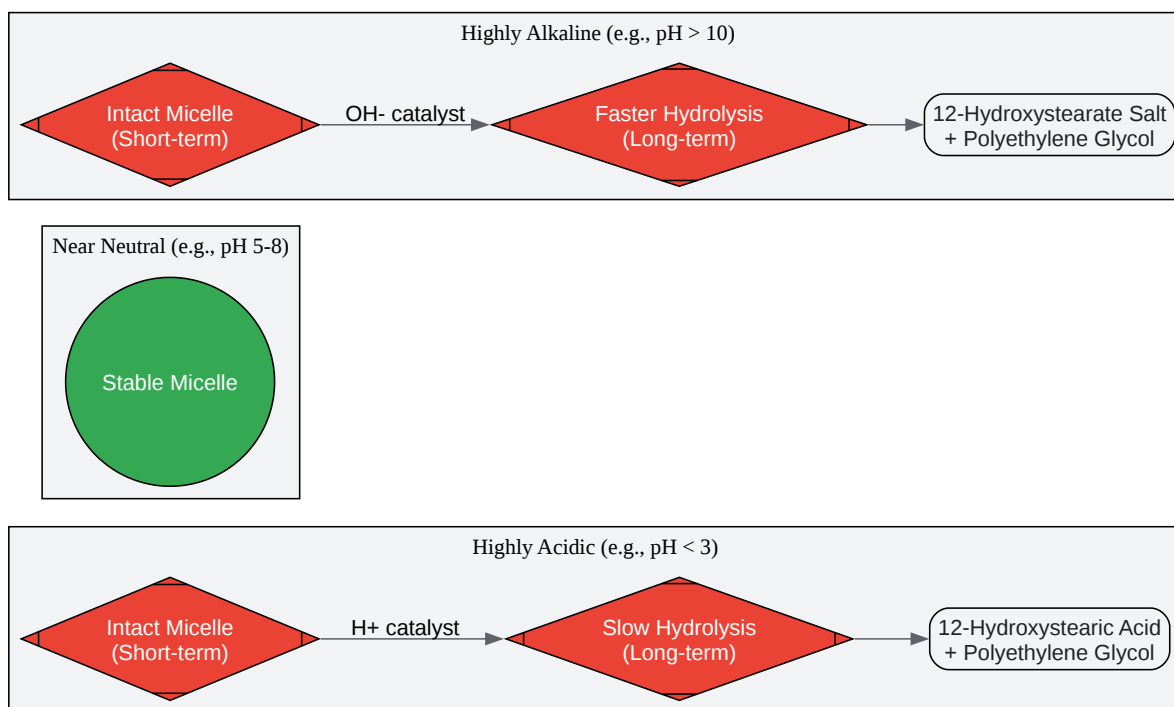 Highly Alkaline (e.g., pH > 10)
Intact Micelle
(Short-term)
OH- catalyst
Faster Hydrolysis
(Long-term)
12-Hydroxystearate Salt
+ Polyethylene Glycol
Near Neutral (e.g., pH 5-8)
Stable Micelle
Highly Acidic (e.g., pH < 3)
Intact Micelle
(Short-term)
H+ catalyst
Slow Hydrolysis
(Long-term)
12-Hydroxystearic Acid
+ Polyethylene Glycol